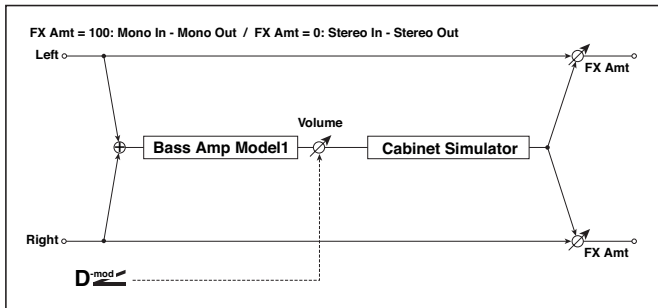 FX Amt = 100: Mono In - Mono Out / FX Amt = 0: Stereo In - Stereo Out
Left
FX Amt
Volume
Bass Amp Model1
Cabinet Simulator
Right
FX Amt
D-mod